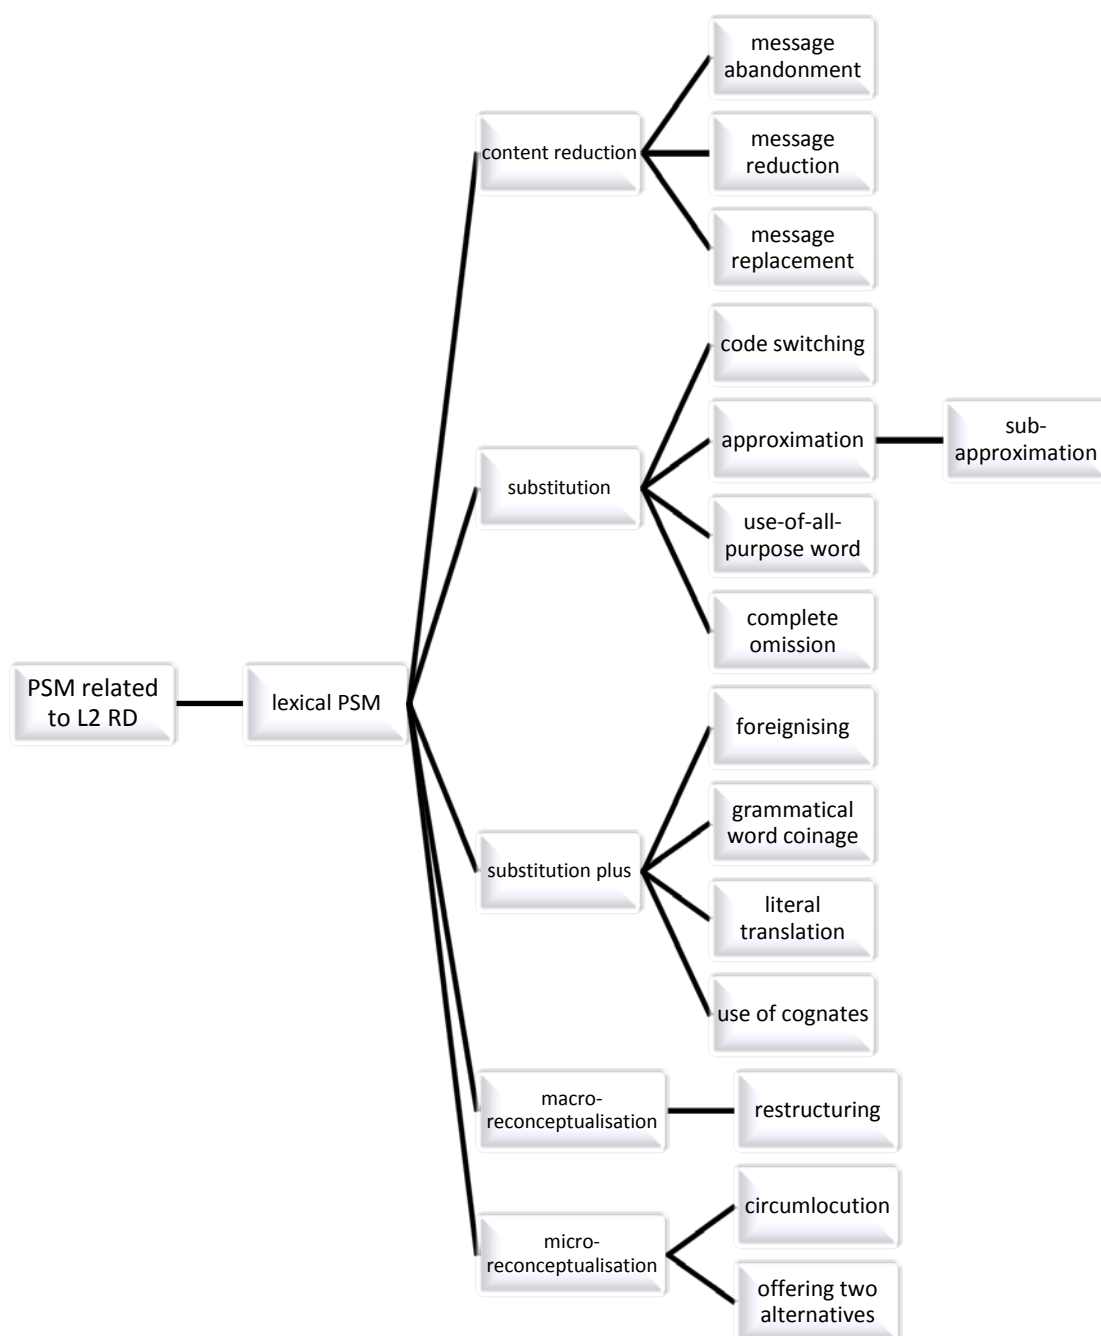 message
abandonment
content reduction
message
reduction
message
replacement
code switching
substitution
approximation
sub-
approximation
use-of-all-
purpose word
complete
omission
PSM related
to L2 RD
lexical PSM
foreignising
grammatical
word coinage
substitution plus
literal
translation
use of cognates
macro-
reconceptualisation
restructuring
micro-
reconceptualisation
circumlocution
offering two
alternatives